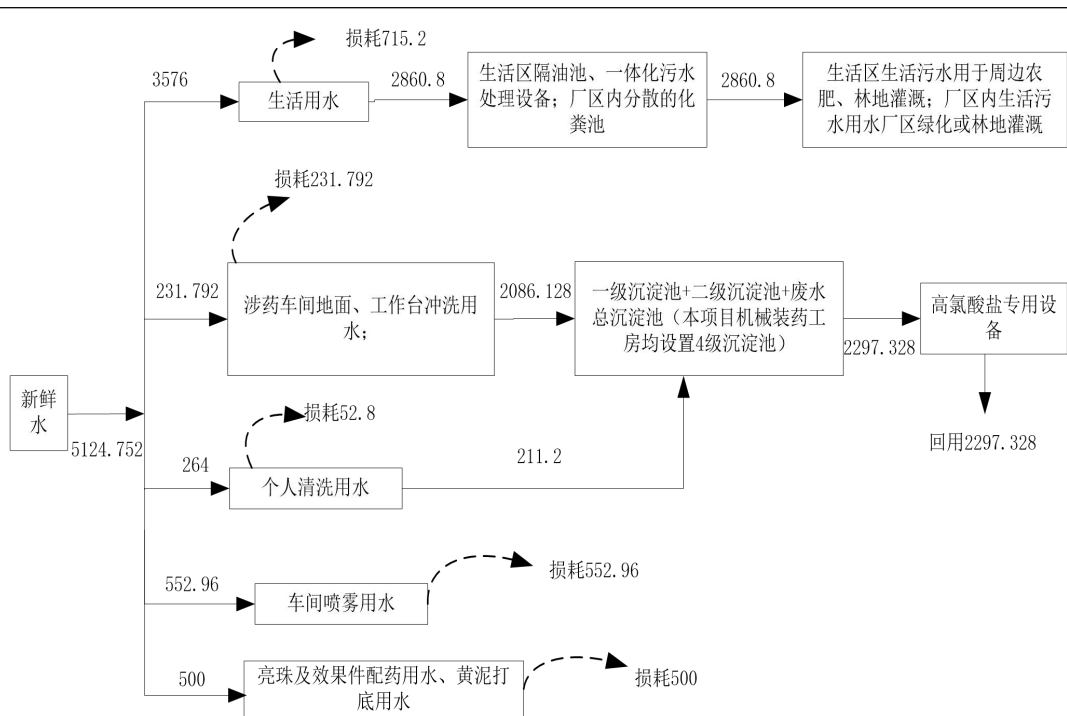 损耗715.2
3576
生活用水
2860.8
生活区隔油池、一体化污水
处理设备；厂区内分散的化
粪池
2860.8
生活区生活污水用于周边农
肥、林地灌溉；厂区内生活污
水用水厂区绿化或林地灌溉
损耗231.792
231.792
涉药车间地面、工作台冲洗用
水；
2086.128
一级沉淀池+二级沉淀池+废水
总沉淀池（本项目机械装药工
房均设置4级沉淀池）
2297.328
高氯酸盐专用设
备
回用2297.328
新鲜
水
5124.752
损耗52.8
264
个人清洗用水
211.2
552.96
车间喷雾用水
损耗552.96
500
亮珠及效果件配药用水、黄泥打
底用水
损耗500